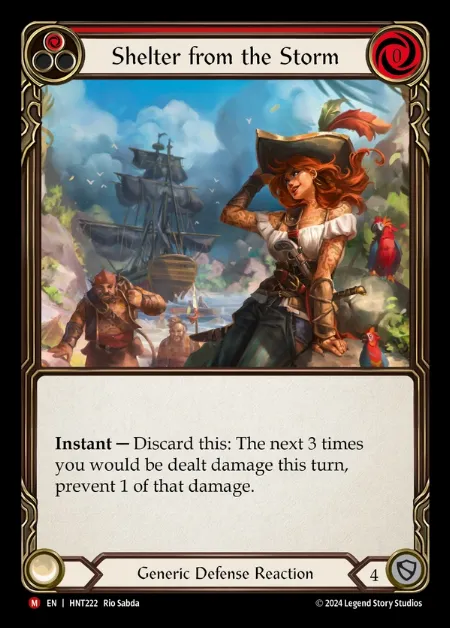 Shelter from the Storm
0
Instant — Discard this: The next 3 times
you would be dealt damage this turn,
prevent 1 of that damage.
Generic Defense Reaction
4
M EN | HNT222 Rio Sabda
© 2024 Legend Story Studios